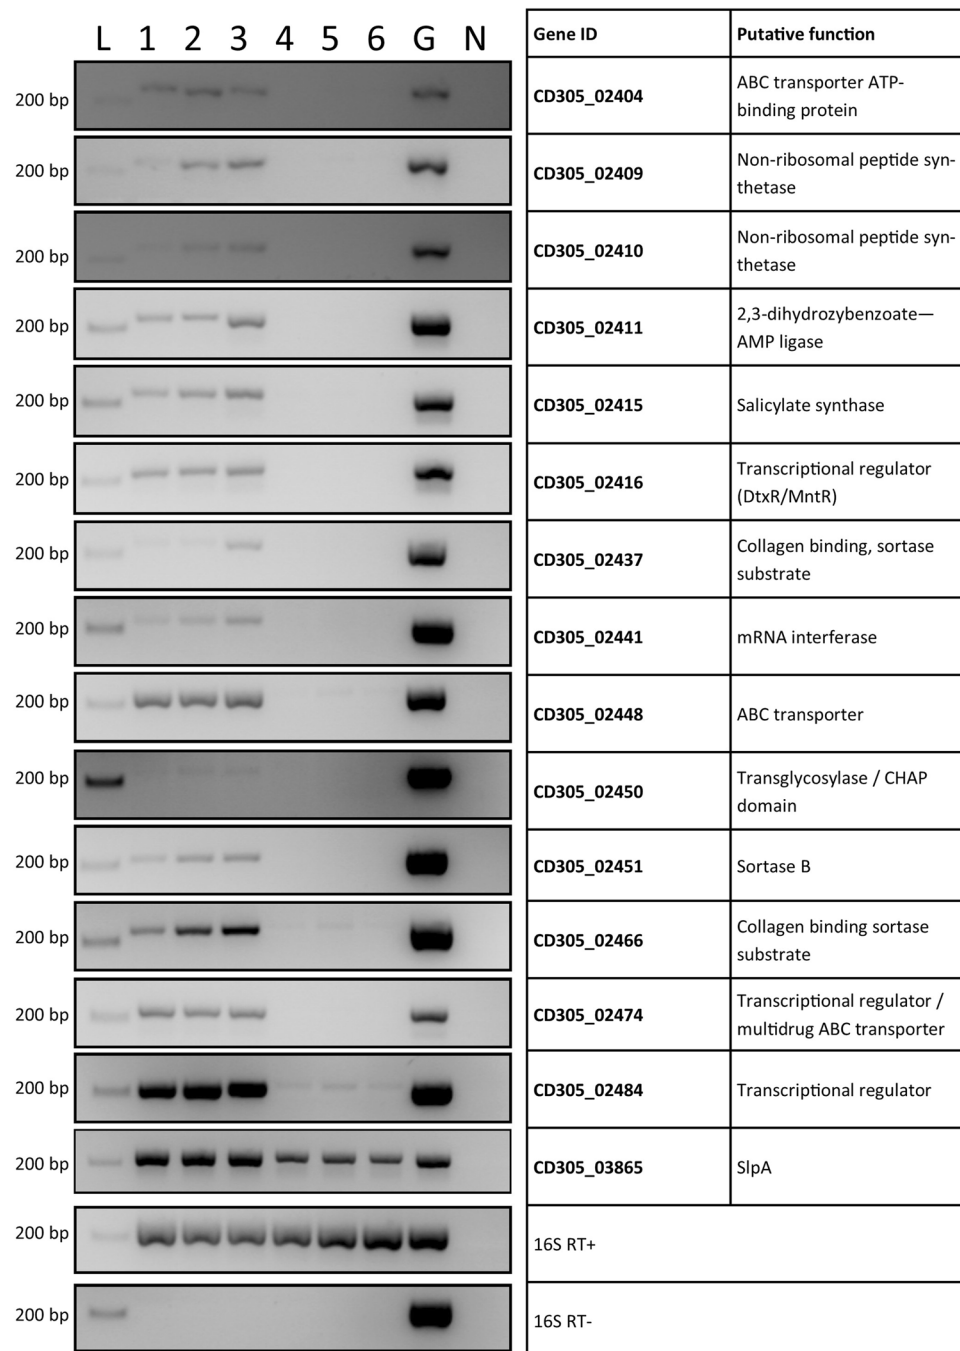 L 1 2 3 4 5 6 G N
Gene ID Putative function
200 bp
CD305_02404
ABC transporter ATP-
binding protein
200 bp
CD305_02409
Non-ribosomal peptide syn-
thetase
200 bp
CD305_02410
Non-ribosomal peptide syn-
thetase
200 bp
CD305_02411
2,3-dihydrozybenzoate—
AMP ligase
200 bp
CD305_02415
Salicylate synthase
200 bp
CD305_02416
Transcriptional regulator
(DtxR/MntR)
200 bp
CD305_02437
Collagen binding, sortase
substrate
200 bp
CD305_02441
mRNA interferase
200 bp
CD305_02448
ABC transporter
200 bp
CD305_02450
Transglycosylase / CHAP
domain
200 bp
CD305_02451
Sortase B
200 bp
CD305_02466
Collagen binding sortase
substrate
200 bp
CD305_02474
Transcriptional regulator /
multidrug ABC transporter
200 bp
CD305_02484
Transcriptional regulator
200 bp
CD305_03865
SlpA
200 bp
16S RT+
200 bp
16S RT-